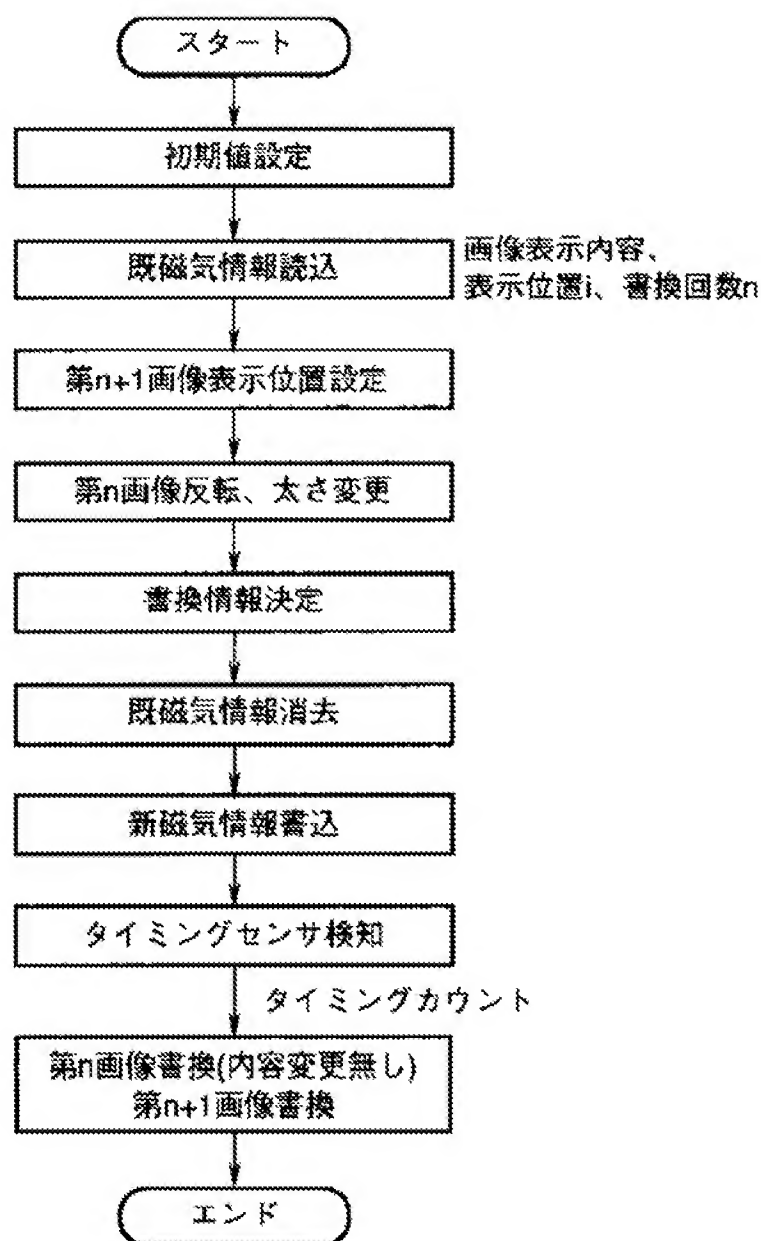 スタート
初期値設定
既磁気情報読込
画像表示内容、
表示位置i、書換回数n
第n+1画像表示位置設定
第n画像反転、太さ変更
書換情報決定
既磁気情報消去
新磁気情報書込
タイミングセンサ検知
タイミングカウント
第n画像書換(内容変更無し)
第n+1画像書換
エンド